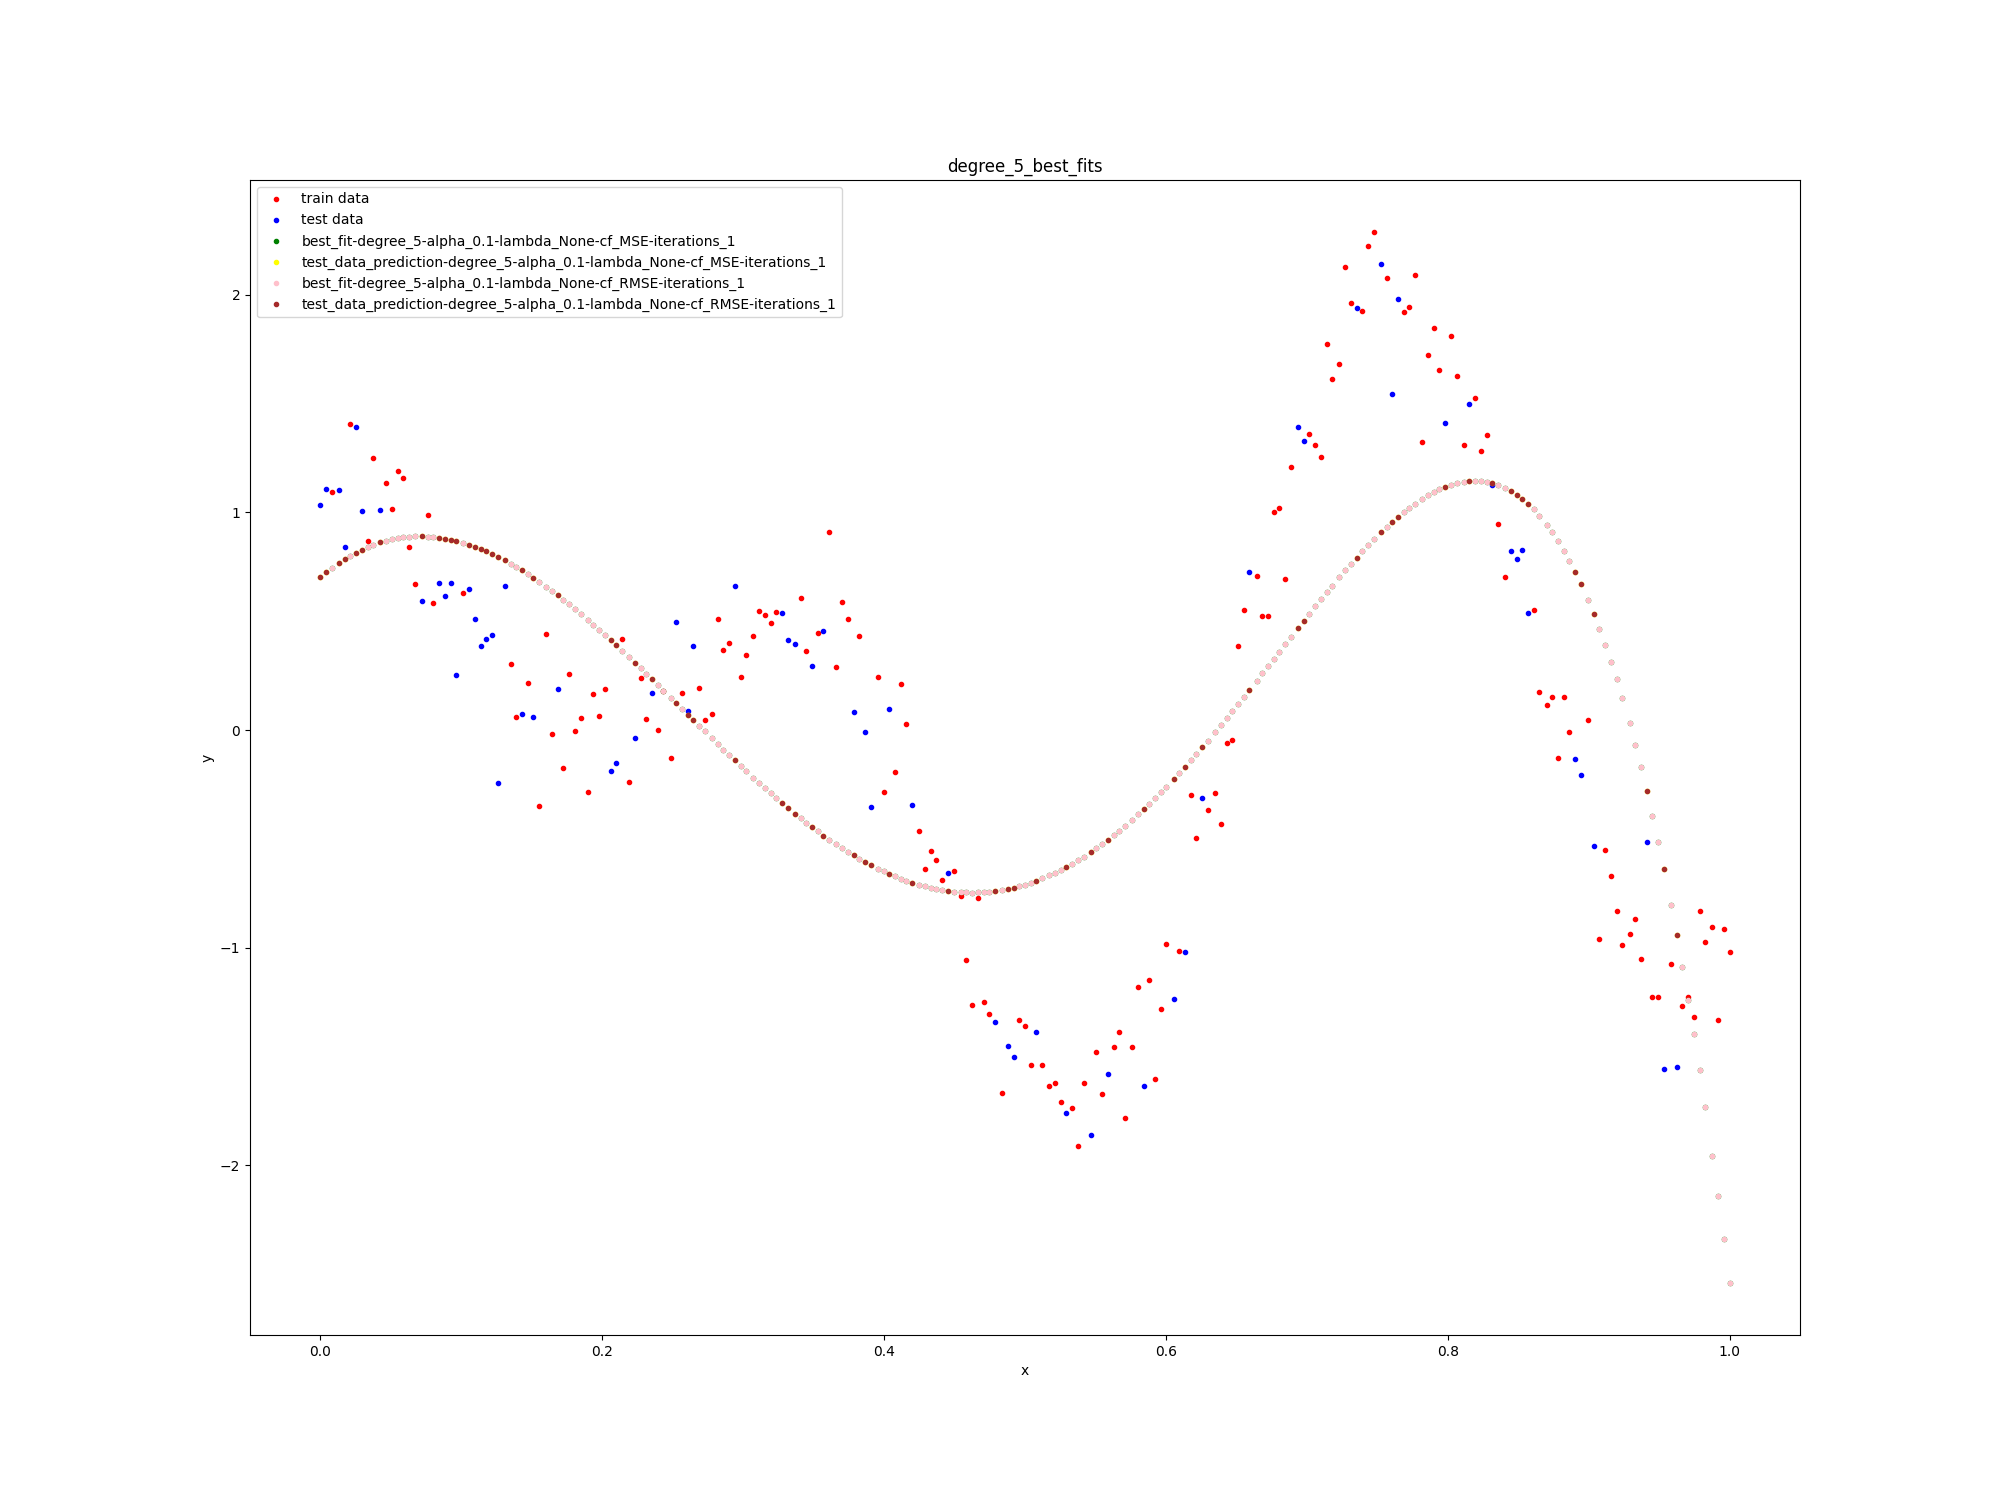 degree_5_best_fits
train data
test data
best_fit-degree_5-alpha_0.1-lambda_None-cf_MSE-iterations_1
test_data_prediction-degree_5-alpha_0.1-lambda_None-cf_MSE-iterations_1
best_fit-degree_5-alpha_0.1-lambda_None-cf_RMSE-iterations_1
test_data_prediction-degree_5-alpha_0.1-lambda_None-cf_RMSE-iterations_1
2
1
0
−1
−2
y
0.0 0.2 0.4 0.6 0.8 1.0
x